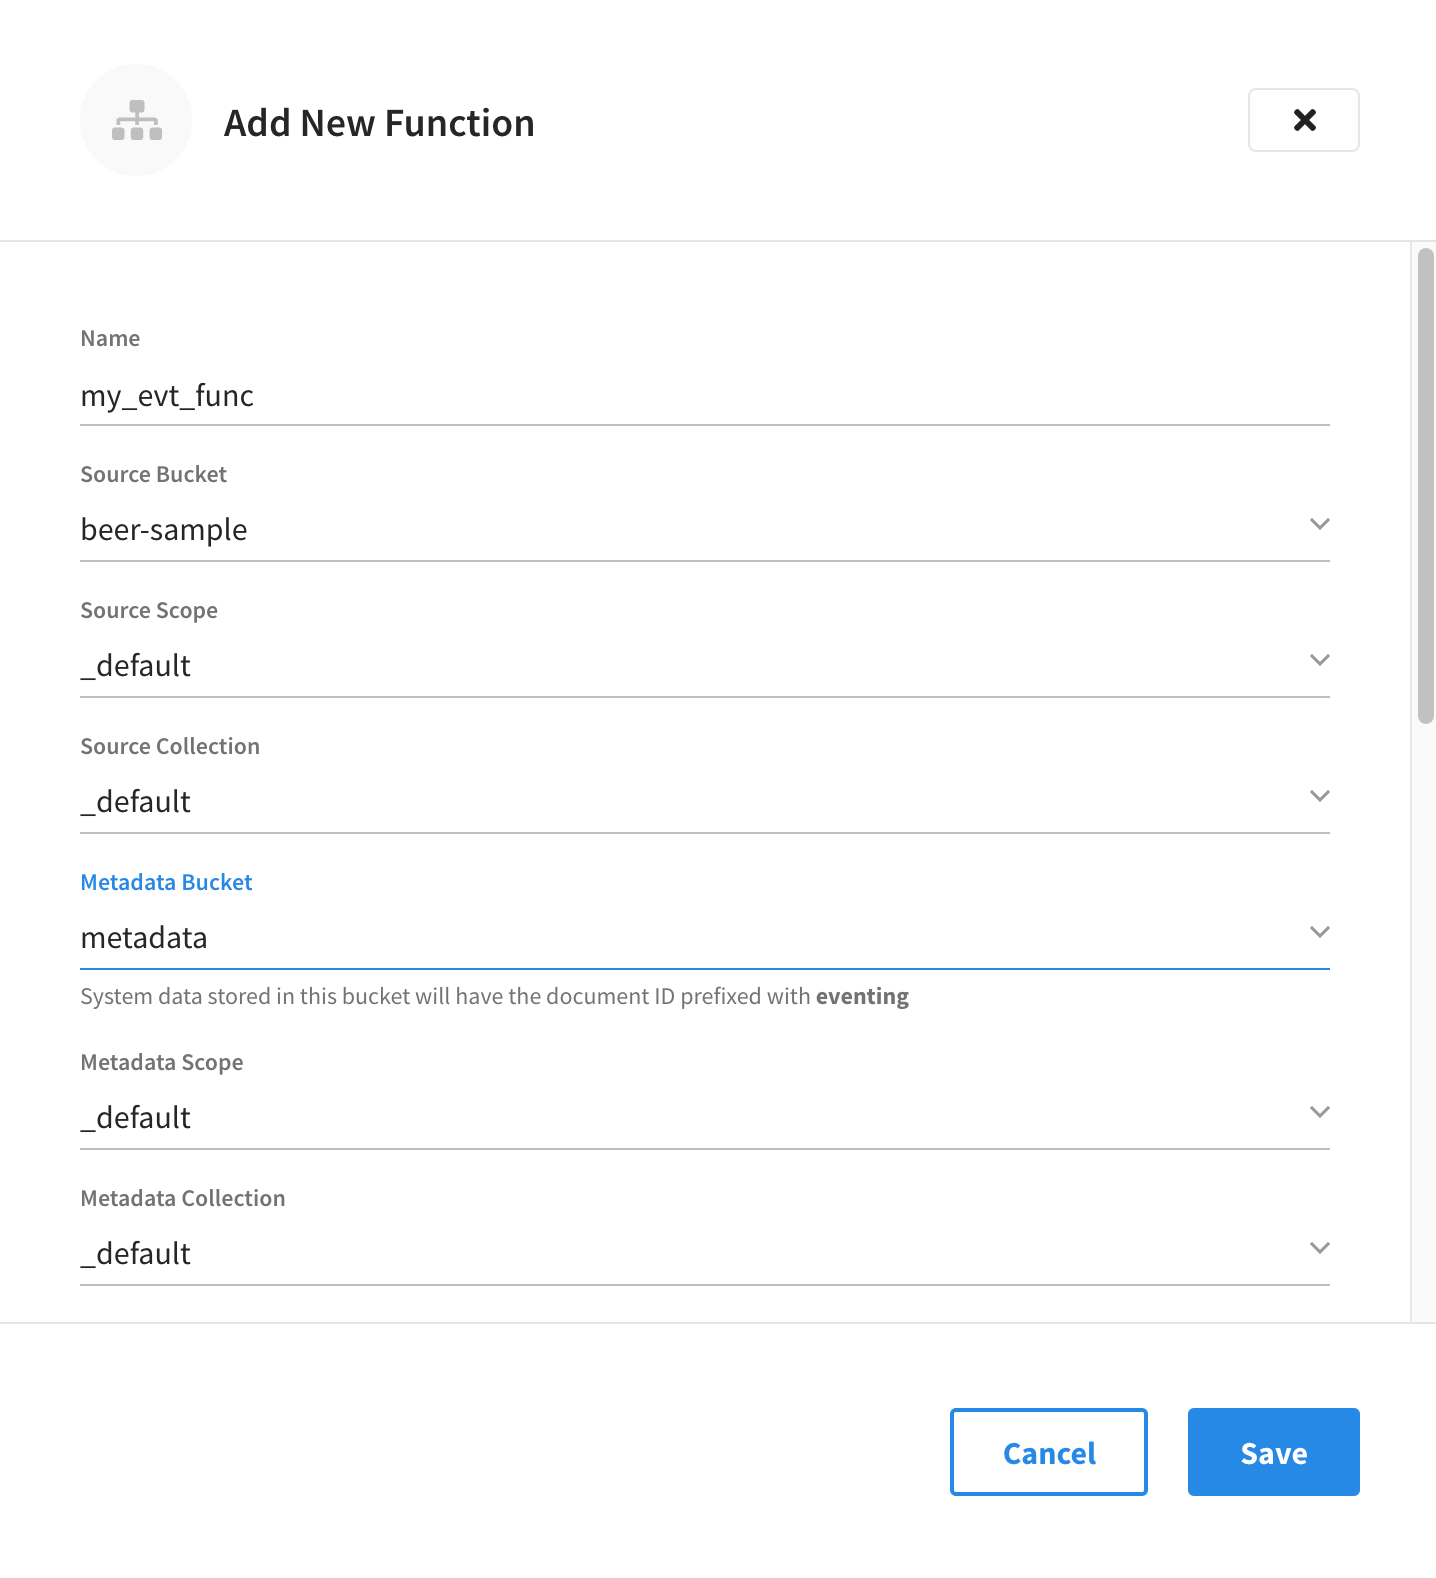 Add New Function
Name
my_evt_func
Source Bucket
beer-sample
Source Scope
_default
Source Collection
_default
Metadata Bucket
metadata
System data stored in this bucket will have the document ID prefixed with eventing
Metadata Scope
_default
Metadata Collection
_default
Cancel
Save